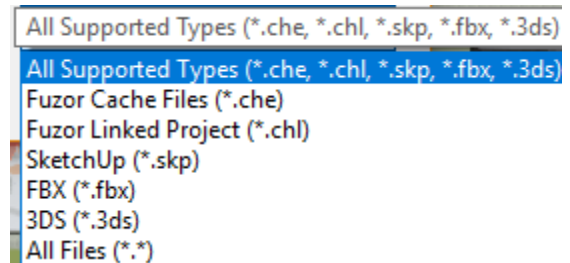 All Supported Types (*.che, *.chl, *.skp, *.fbx, *.3ds)
All Supported Types (*.che, *.chl, *.skp, *.fbx, *.3ds)
Fuzor Cache Files (*.che)
Fuzor Linked Project (*.chl)
SketchUp (*.skp)
FBX (*.fbx)
3DS (*.3ds)
All Files (*.*)